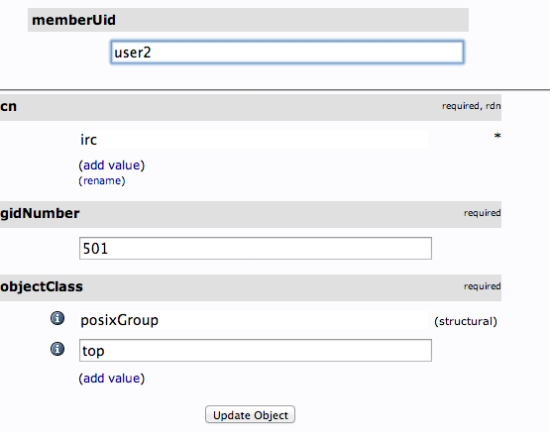 memberUid
user2
cn required, rdn
irc *
(add value)
(rename)
gidNumber required
501
objectClass required
posixGroup (structural)
top
(add value)
Update Object